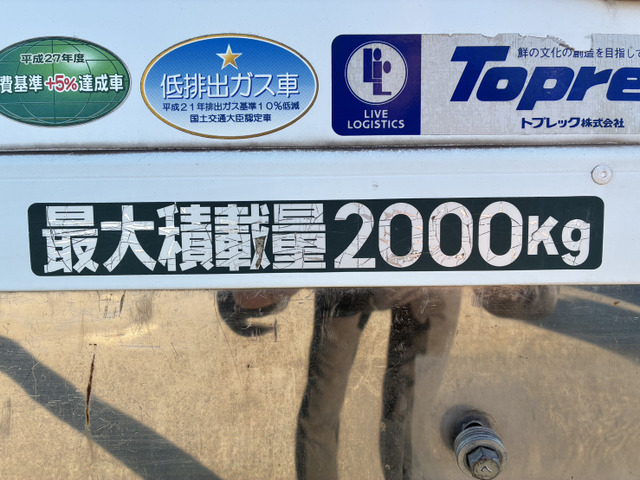 平成27年度
費基準+5%達成車
低排出ガス車
平成21年排出ガス基準10%低減
国土交通大臣認定車
LIVE
LOGISTICS
鮮の文化の創造を目指して
Topre
トプレック株式会社
最大積載量2000Kg